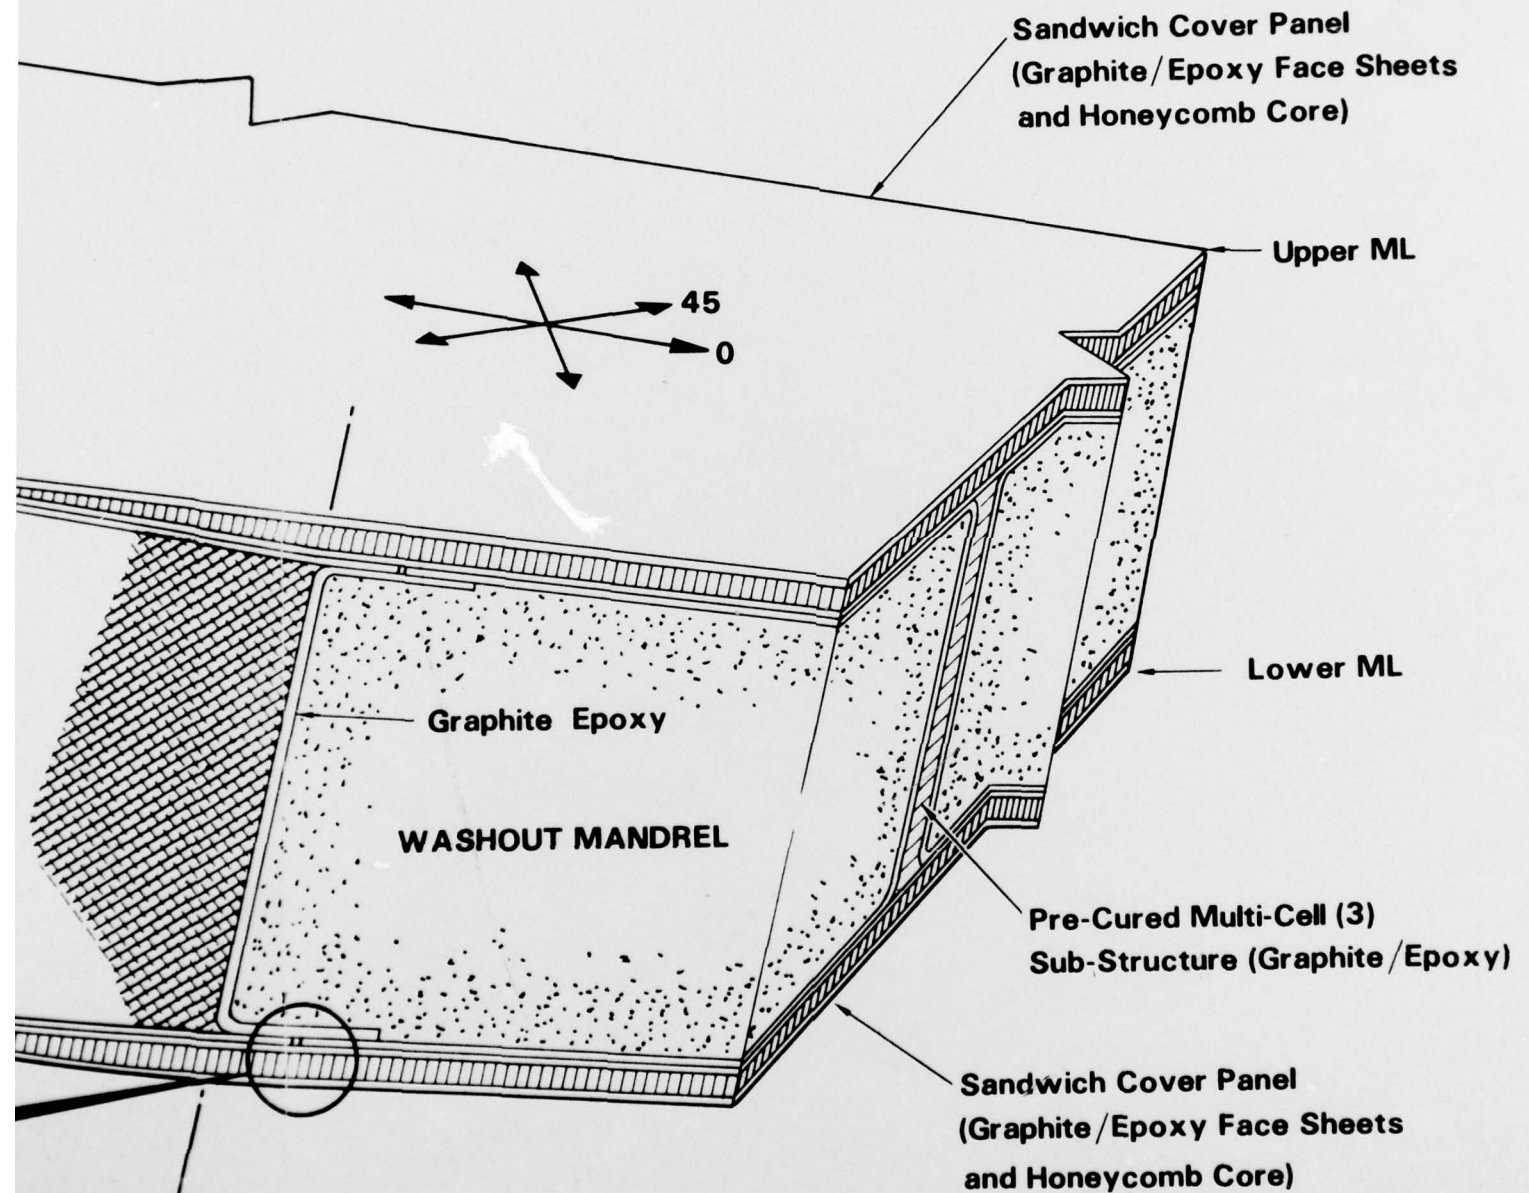 Sandwich Cover Panel
(Graphite/Epoxy Face Sheets
and Honeycomb Core)
Upper ML
45
0
Lower ML
Graphite Epoxy
WASHOUT MANDREL
Pre-Cured Multi-Cell (3)
Sub-Structure (Graphite/Epoxy)
Sandwich Cover Panel
(Graphite/Epoxy Face Sheets
and Honeycomb Core)